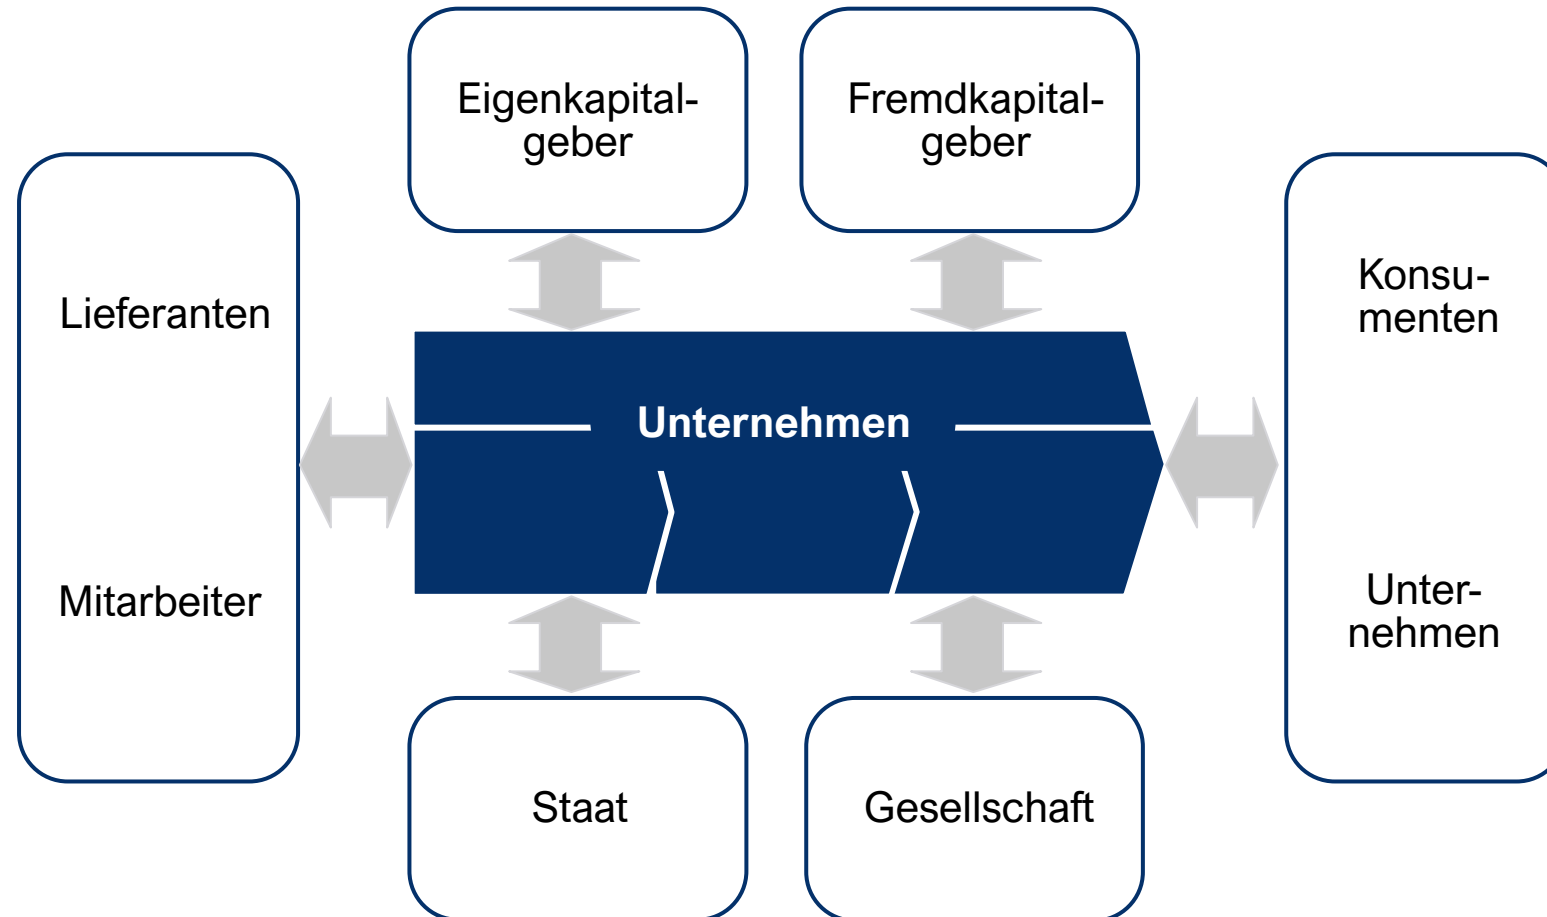 Eigenkapital-
geber
Fremdkapital-
geber
Lieferanten
Mitarbeiter
Unternehmen
Konsu-
menten
Unter-
nehmen
Staat
Gesellschaft